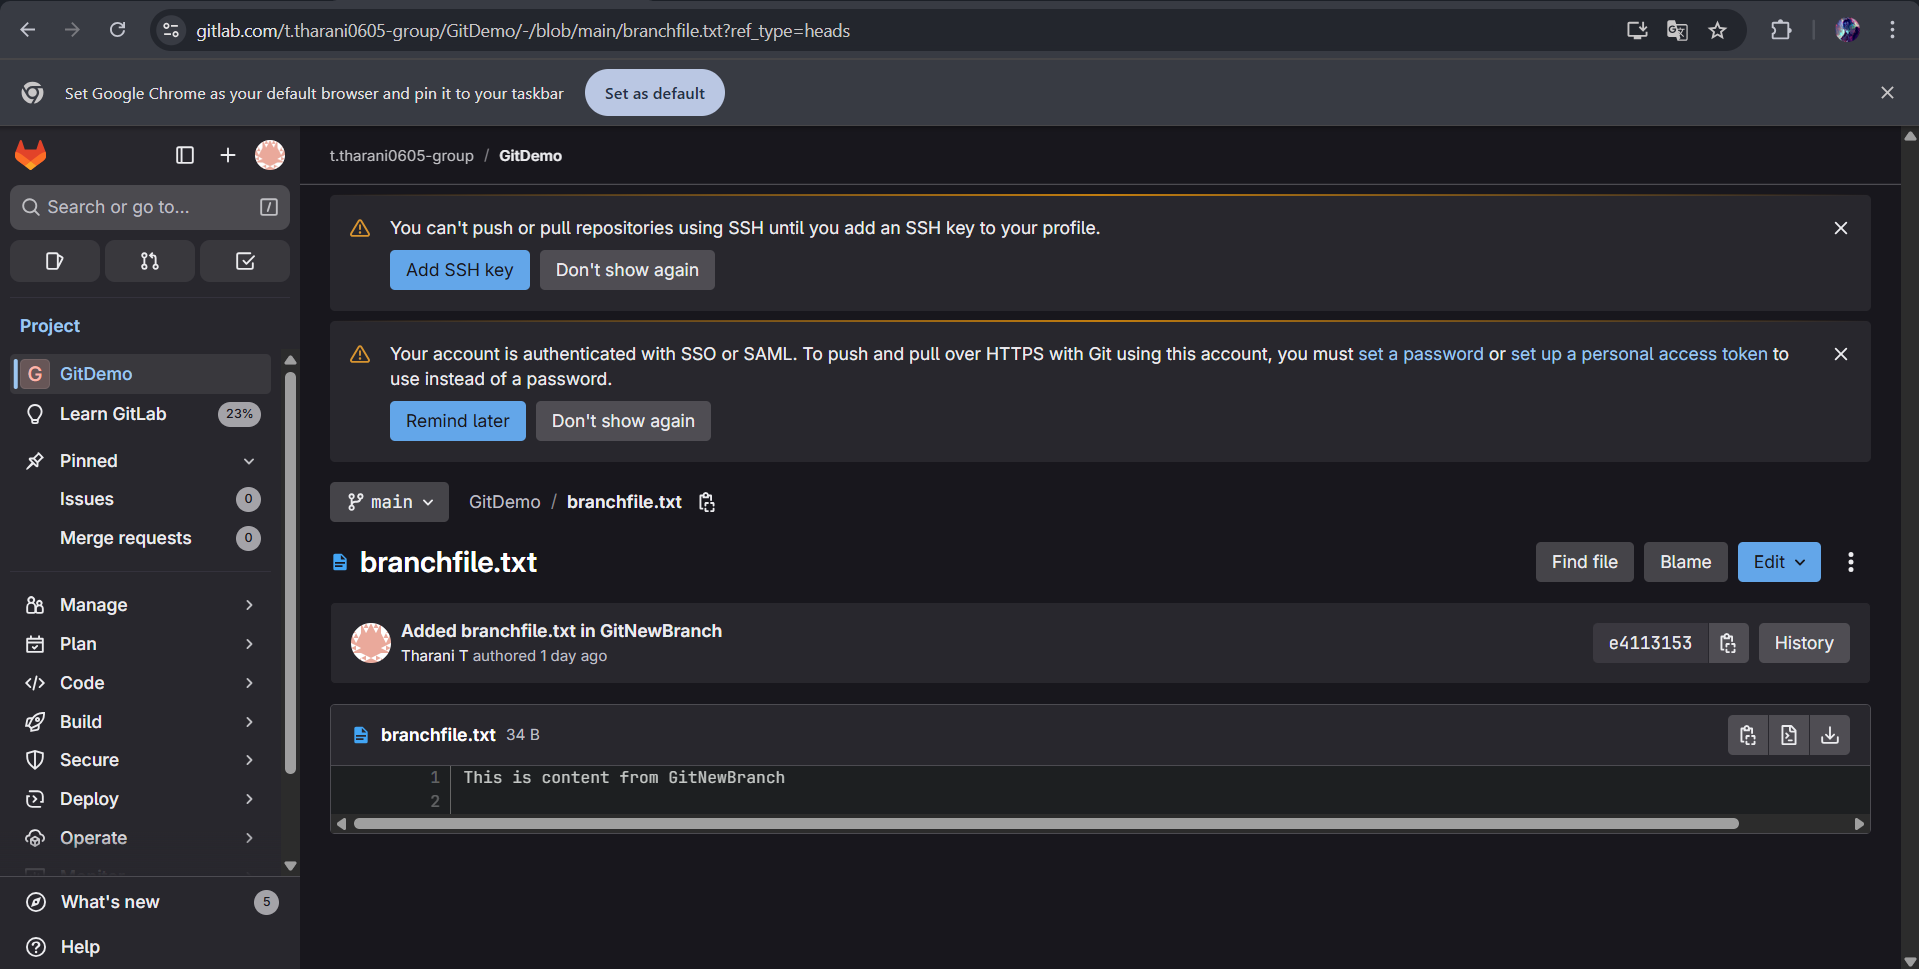 gitlab.com/t.tharani0605-group/GitDemo/-/blob/main/branchfile.txt?ref_type=heads
Set Google Chrome as your default browser and pin it to your taskbar
Set as default
t.tharani0605-group / GitDemo
Search or go to...
/
Project
G GitDemo
Learn GitLab 23%
Pinned
Issues 0
Merge requests 0
Manage
Plan
Code
Build
Secure
Deploy
Operate
What's new 5
Help
You can't push or pull repositories using SSH until you add an SSH key to your profile.
Add SSH key Don't show again
Your account is authenticated with SSO or SAML. To push and pull over HTTPS with Git using this account, you must set a password or set up a personal access token to
use instead of a password.
Remind later Don't show again
main GitDemo / branchfile.txt
branchfile.txt
Find file Blame Edit
Added branchfile.txt in GitNewBranch
Tharani T authored 1 day ago
e4113153 History
branchfile.txt 34 B
1 This is content from GitNewBranch
2